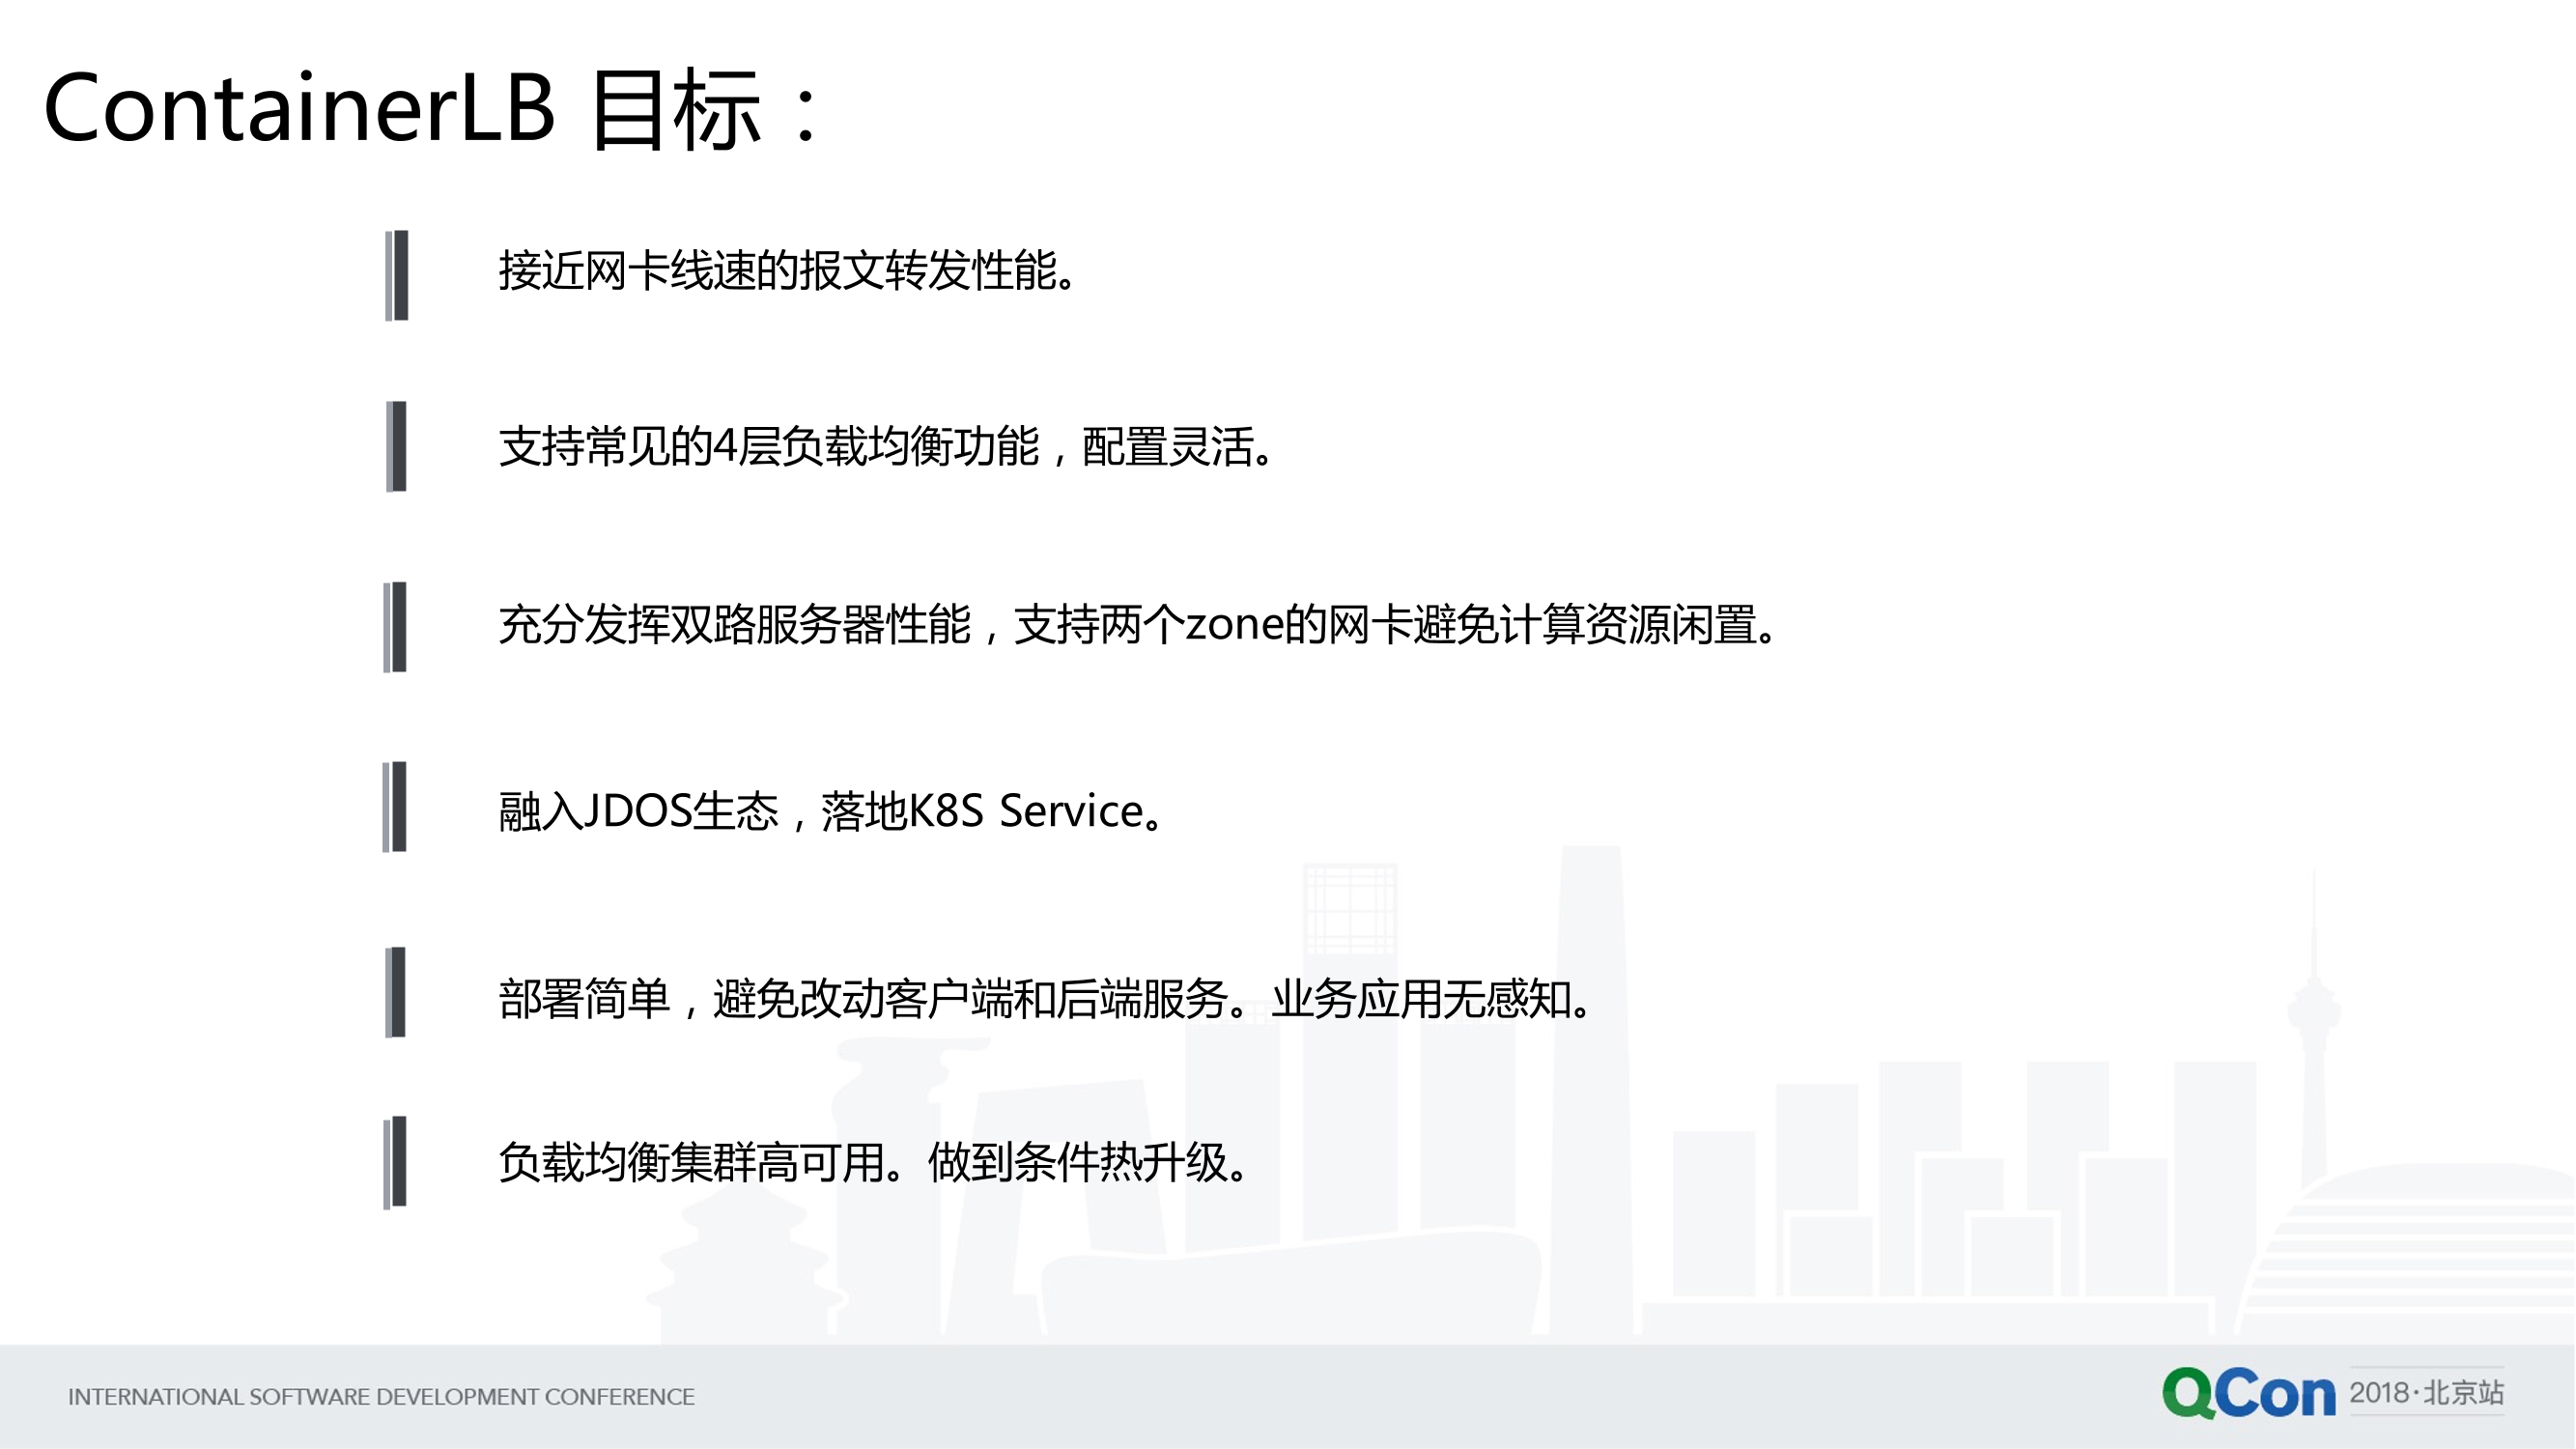 ContainerLB 目标：
接近网卡线速的报文转发性能。
支持常见的4层负载均衡功能，配置灵活。
充分发挥双路服务器性能，支持两个zone的网卡避免计算资源闲置。
融入JDOS生态，落地K8S Service。
部署简单，避免改动客户端和后端服务。业务应用无感知。
负载均衡集群高可用。做到条件热升级。
INTERNATIONAL SOFTWARE DEVELOPMENT CONFERENCE
QCon 2018·北京站